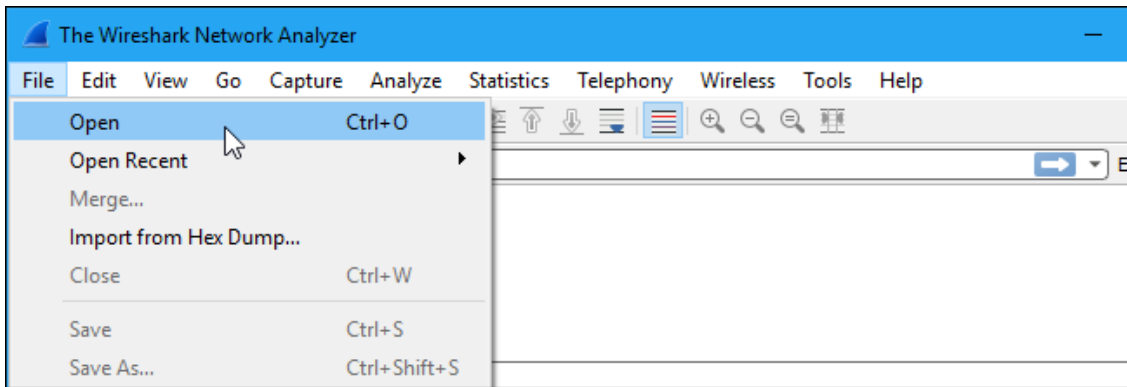 The Wireshark Network Analyzer
File Edit View Go Capture Analyze Statistics Telephony Wireless Tools Help
Open Ctrl+O
Open Recent
Merge...
Import from Hex Dump...
Close Ctrl+W
Save Ctrl+S
Save As... Ctrl+Shift+S